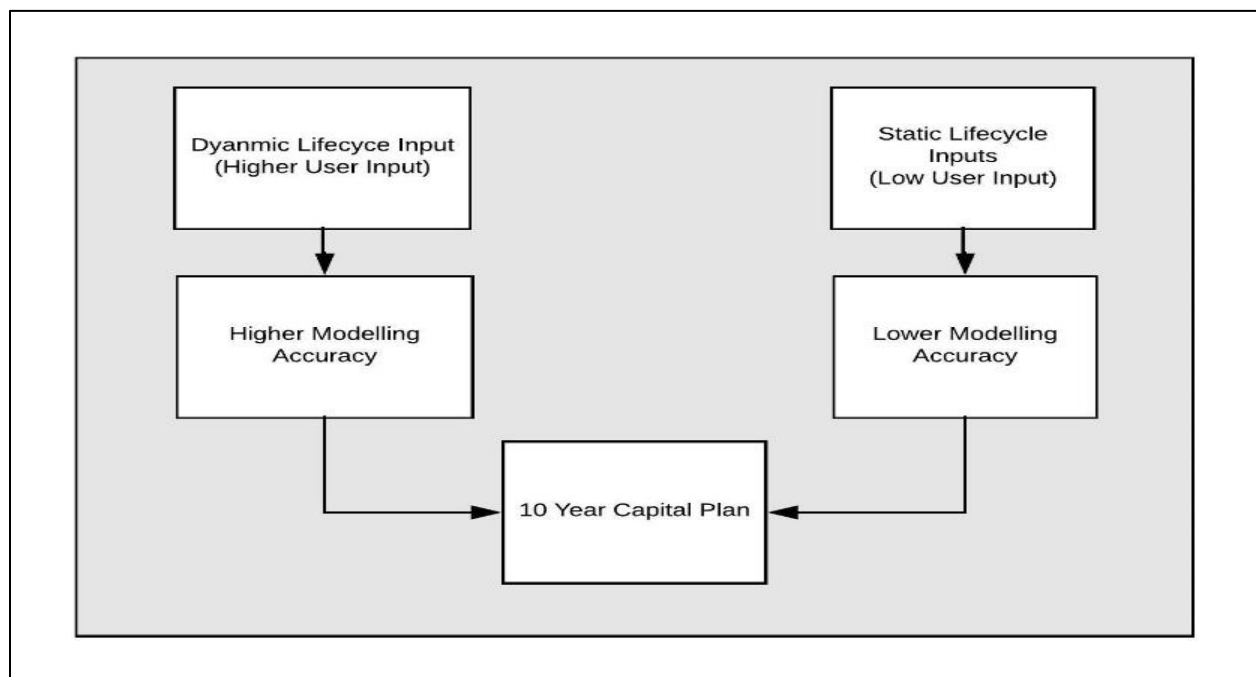 Dyanmic Lifecyce Input
(Higher User Input)
Static Lifecycle
Inputs
(Low User Input)
Higher Modelling
Accuracy
Lower Modelling
Accuracy
10 Year Capital Plan